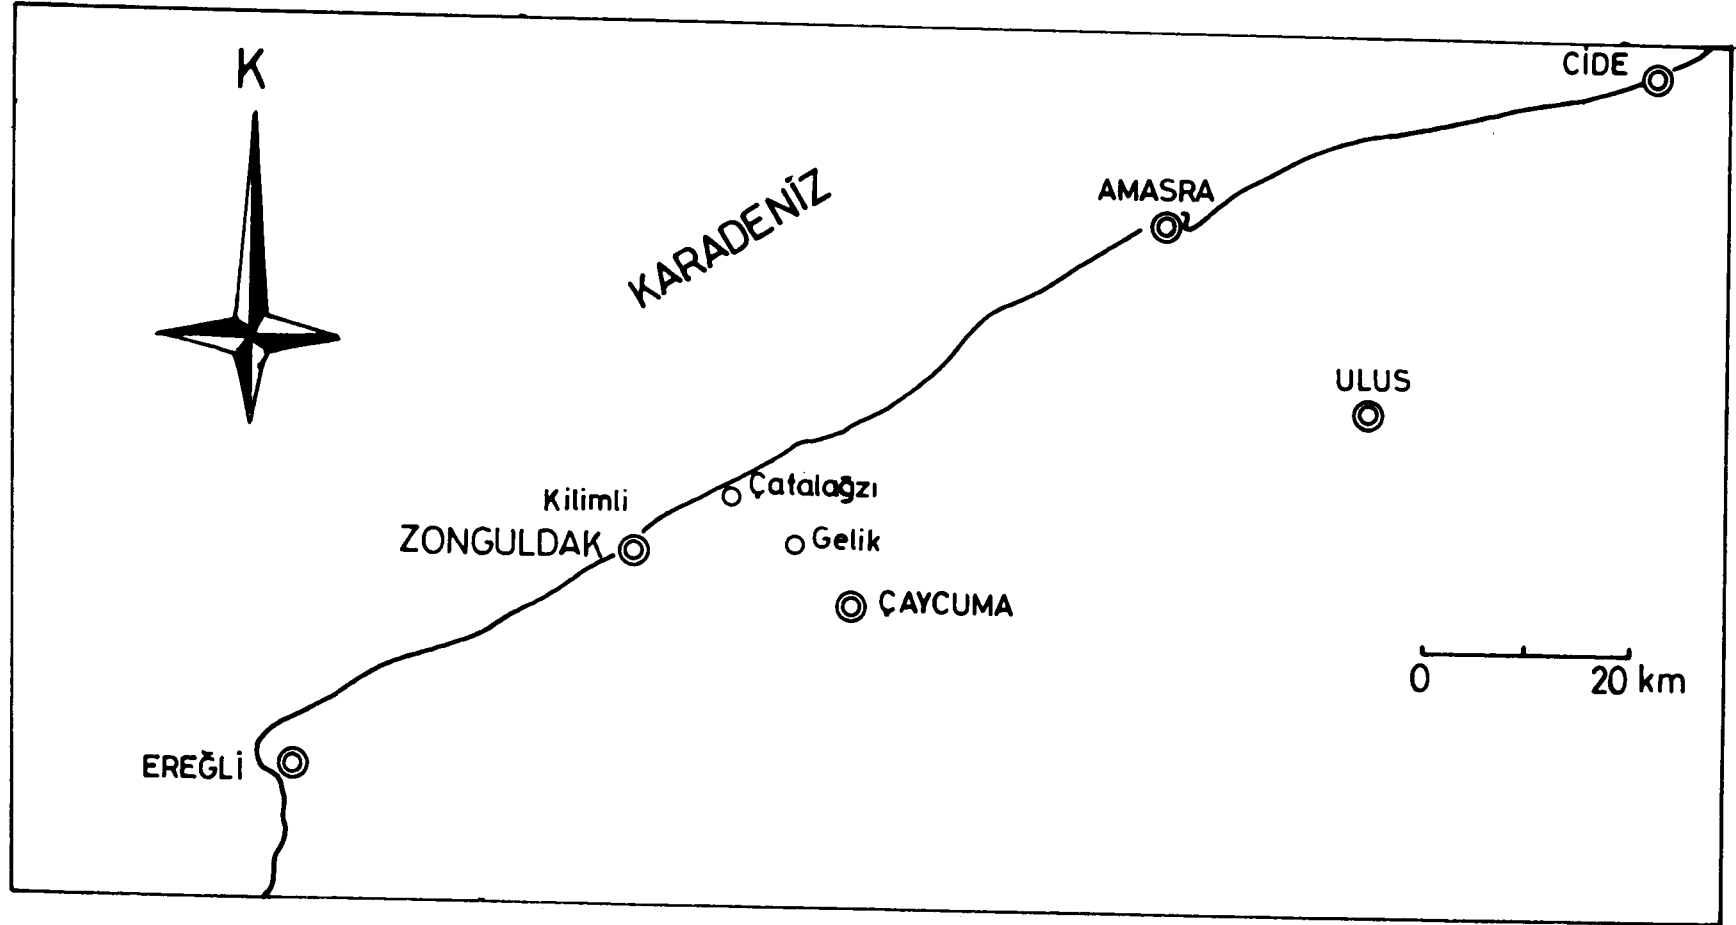 K
CİDE
KARADENİZ
AMASRA
ULUS
Çatalağzı
Kilimli
ZONGULDAK
Gelik
ÇAYCUMA
0 20 km
EREĞLİ